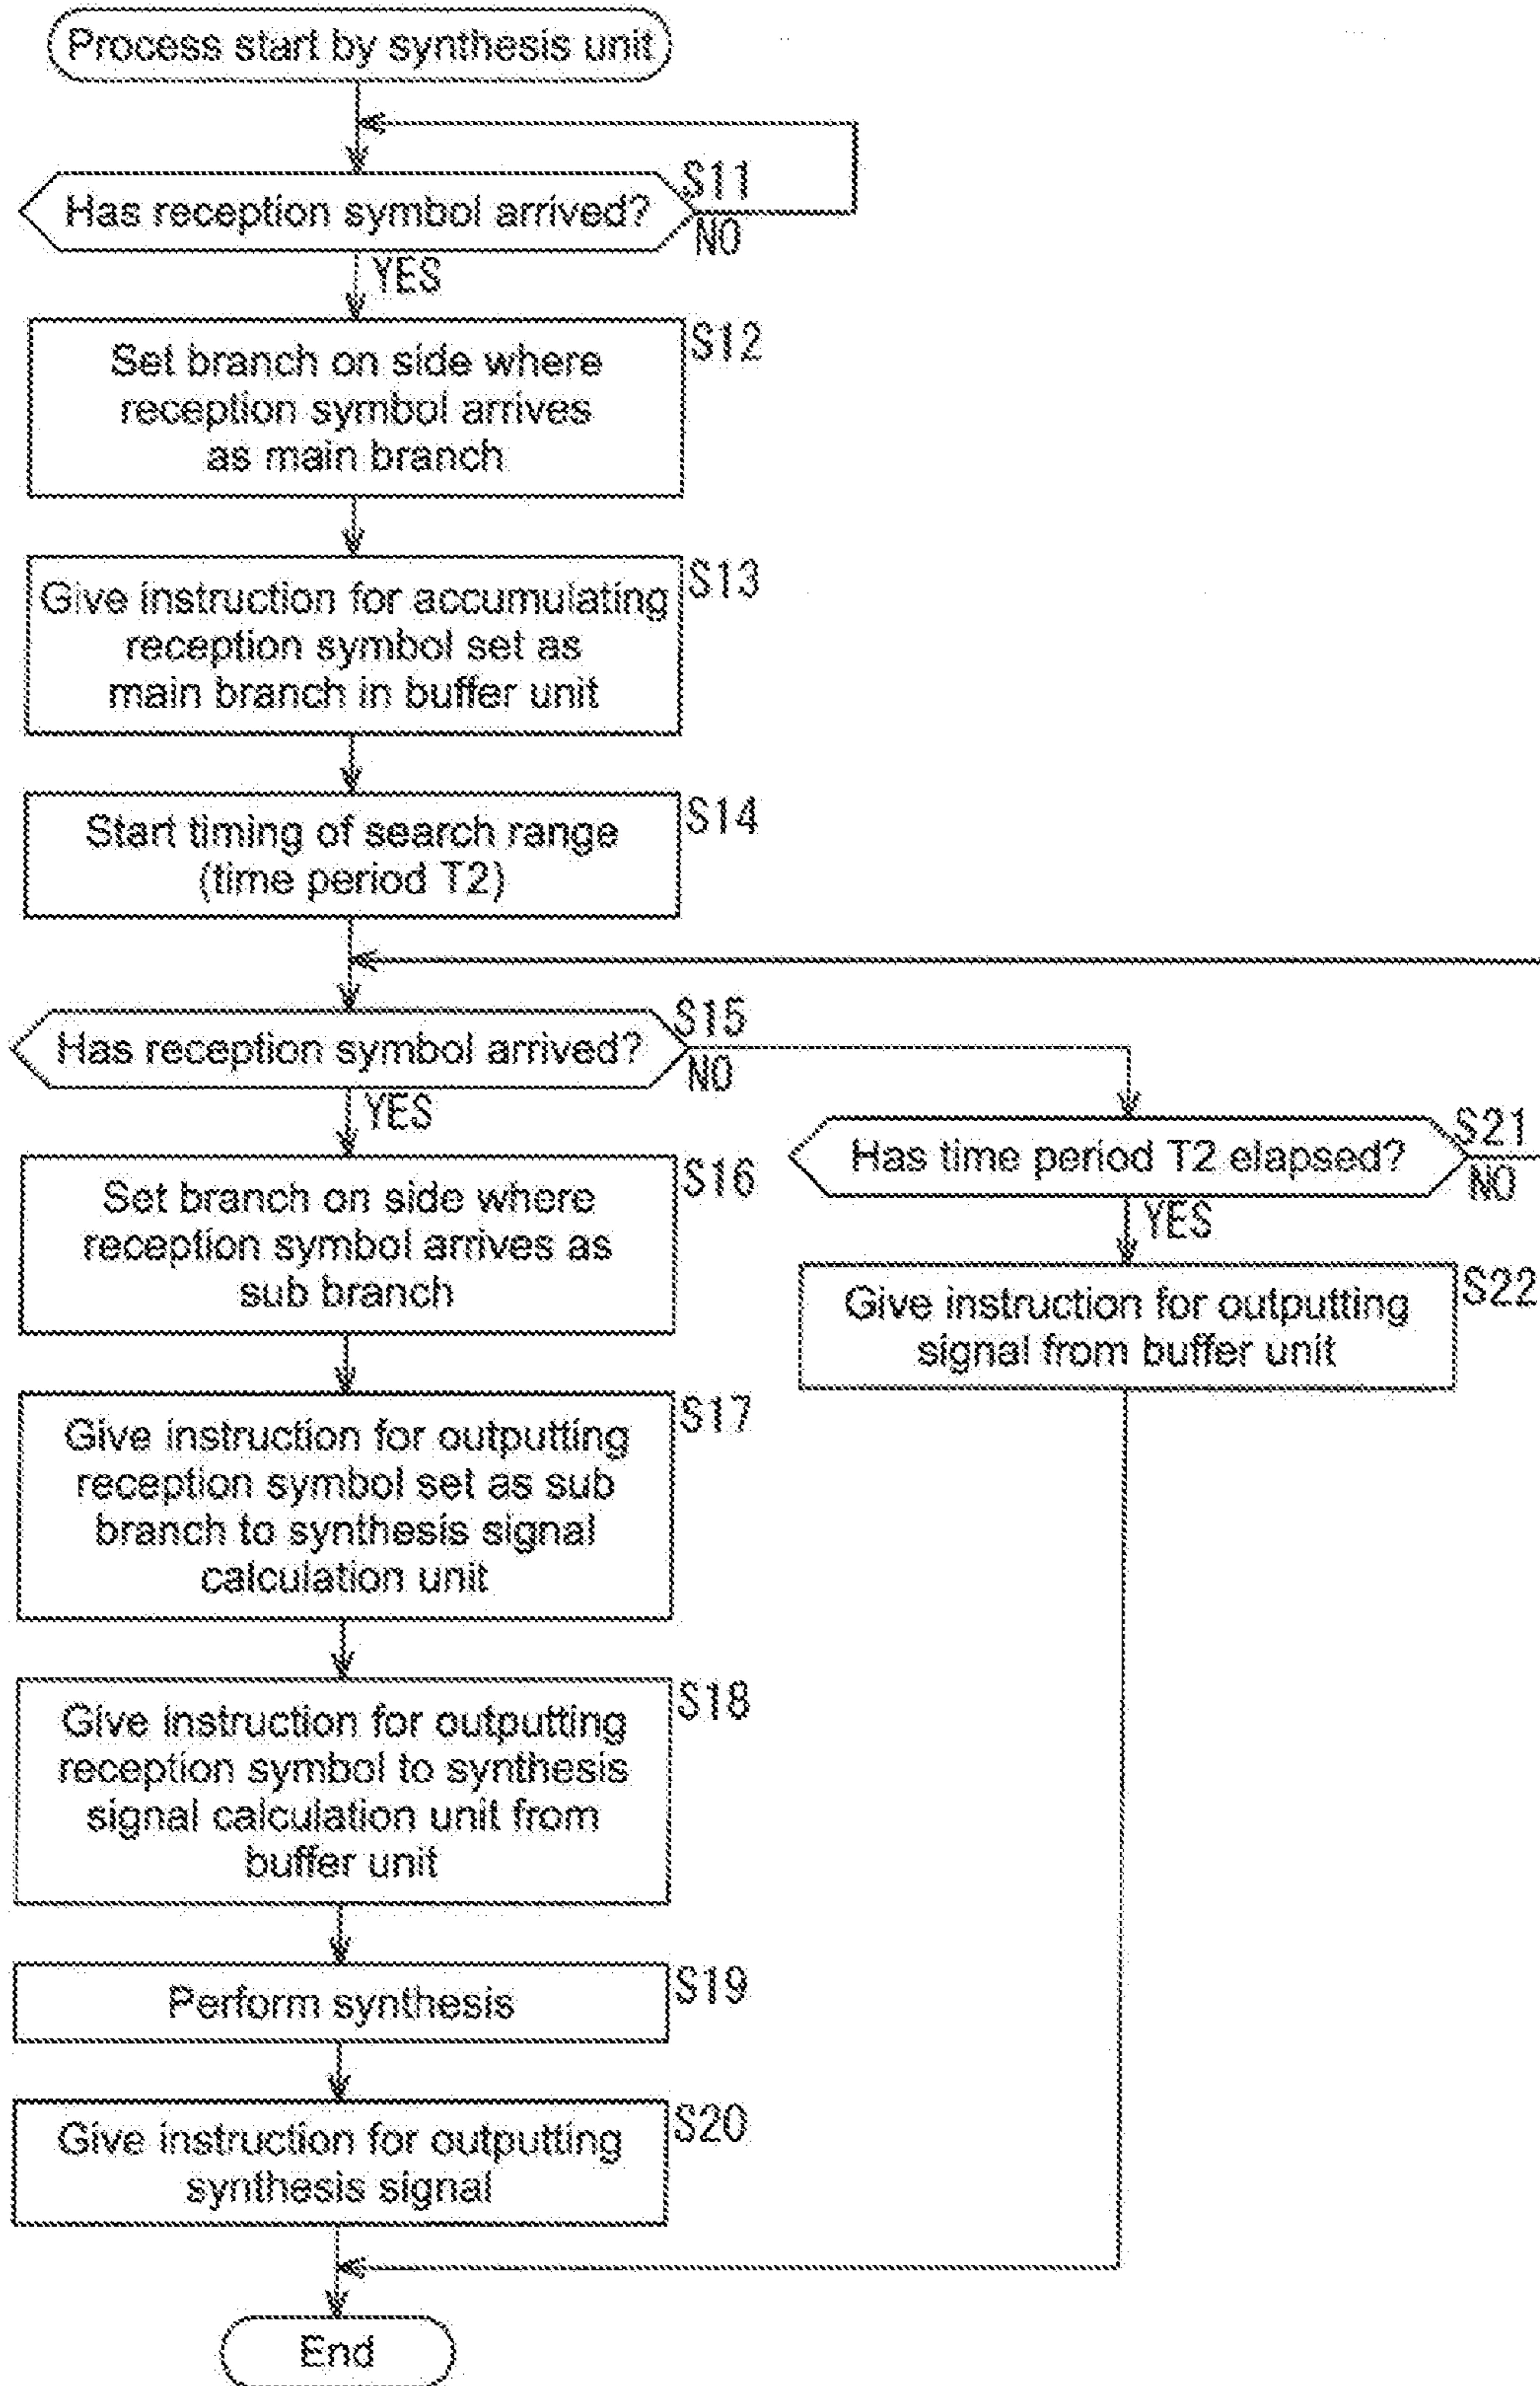 Process start by synthesis unit
S11
Has reception symbol arrived?
NO
YES
S12
Set branch on side where
reception symbol arrives
as main branch
S13
Give instruction for accumulating
reception symbol set as
main branch in buffer unit
S14
Start timing of search range
(time period T2)
S15
Has reception symbol arrived?
NO
YES
S21
Has time period T2 elapsed?
NO
YES
S16
Set branch on side where
reception symbol arrives as
sub branch
S22
Give instruction for outputting
signal from buffer unit
S17
Give instruction for outputting
reception symbol set as sub
branch to synthesis signal
calculation unit
S18
Give instruction for outputting
reception symbol to synthesis
signal calculation unit from
buffer unit
S19
Perform synthesis
S20
Give instruction for outputting
synthesis signal
End